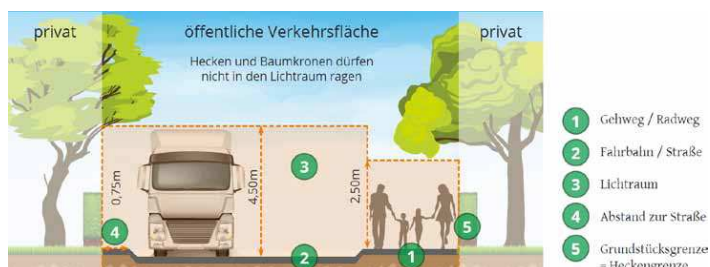 privat
öffentliche Verkehrsfläche
privat
Hecken und Baumkronen dürfen
nicht in den Lichtraum ragen
0,75m
4,50m
2,50m
3
4
5
2
1
1 Gehweg / Radweg
2 Fahrbahn / Straße
3 Lichtraum
4 Abstand zur Straße
5 Grundstücksgrenze
= Heckengrenze